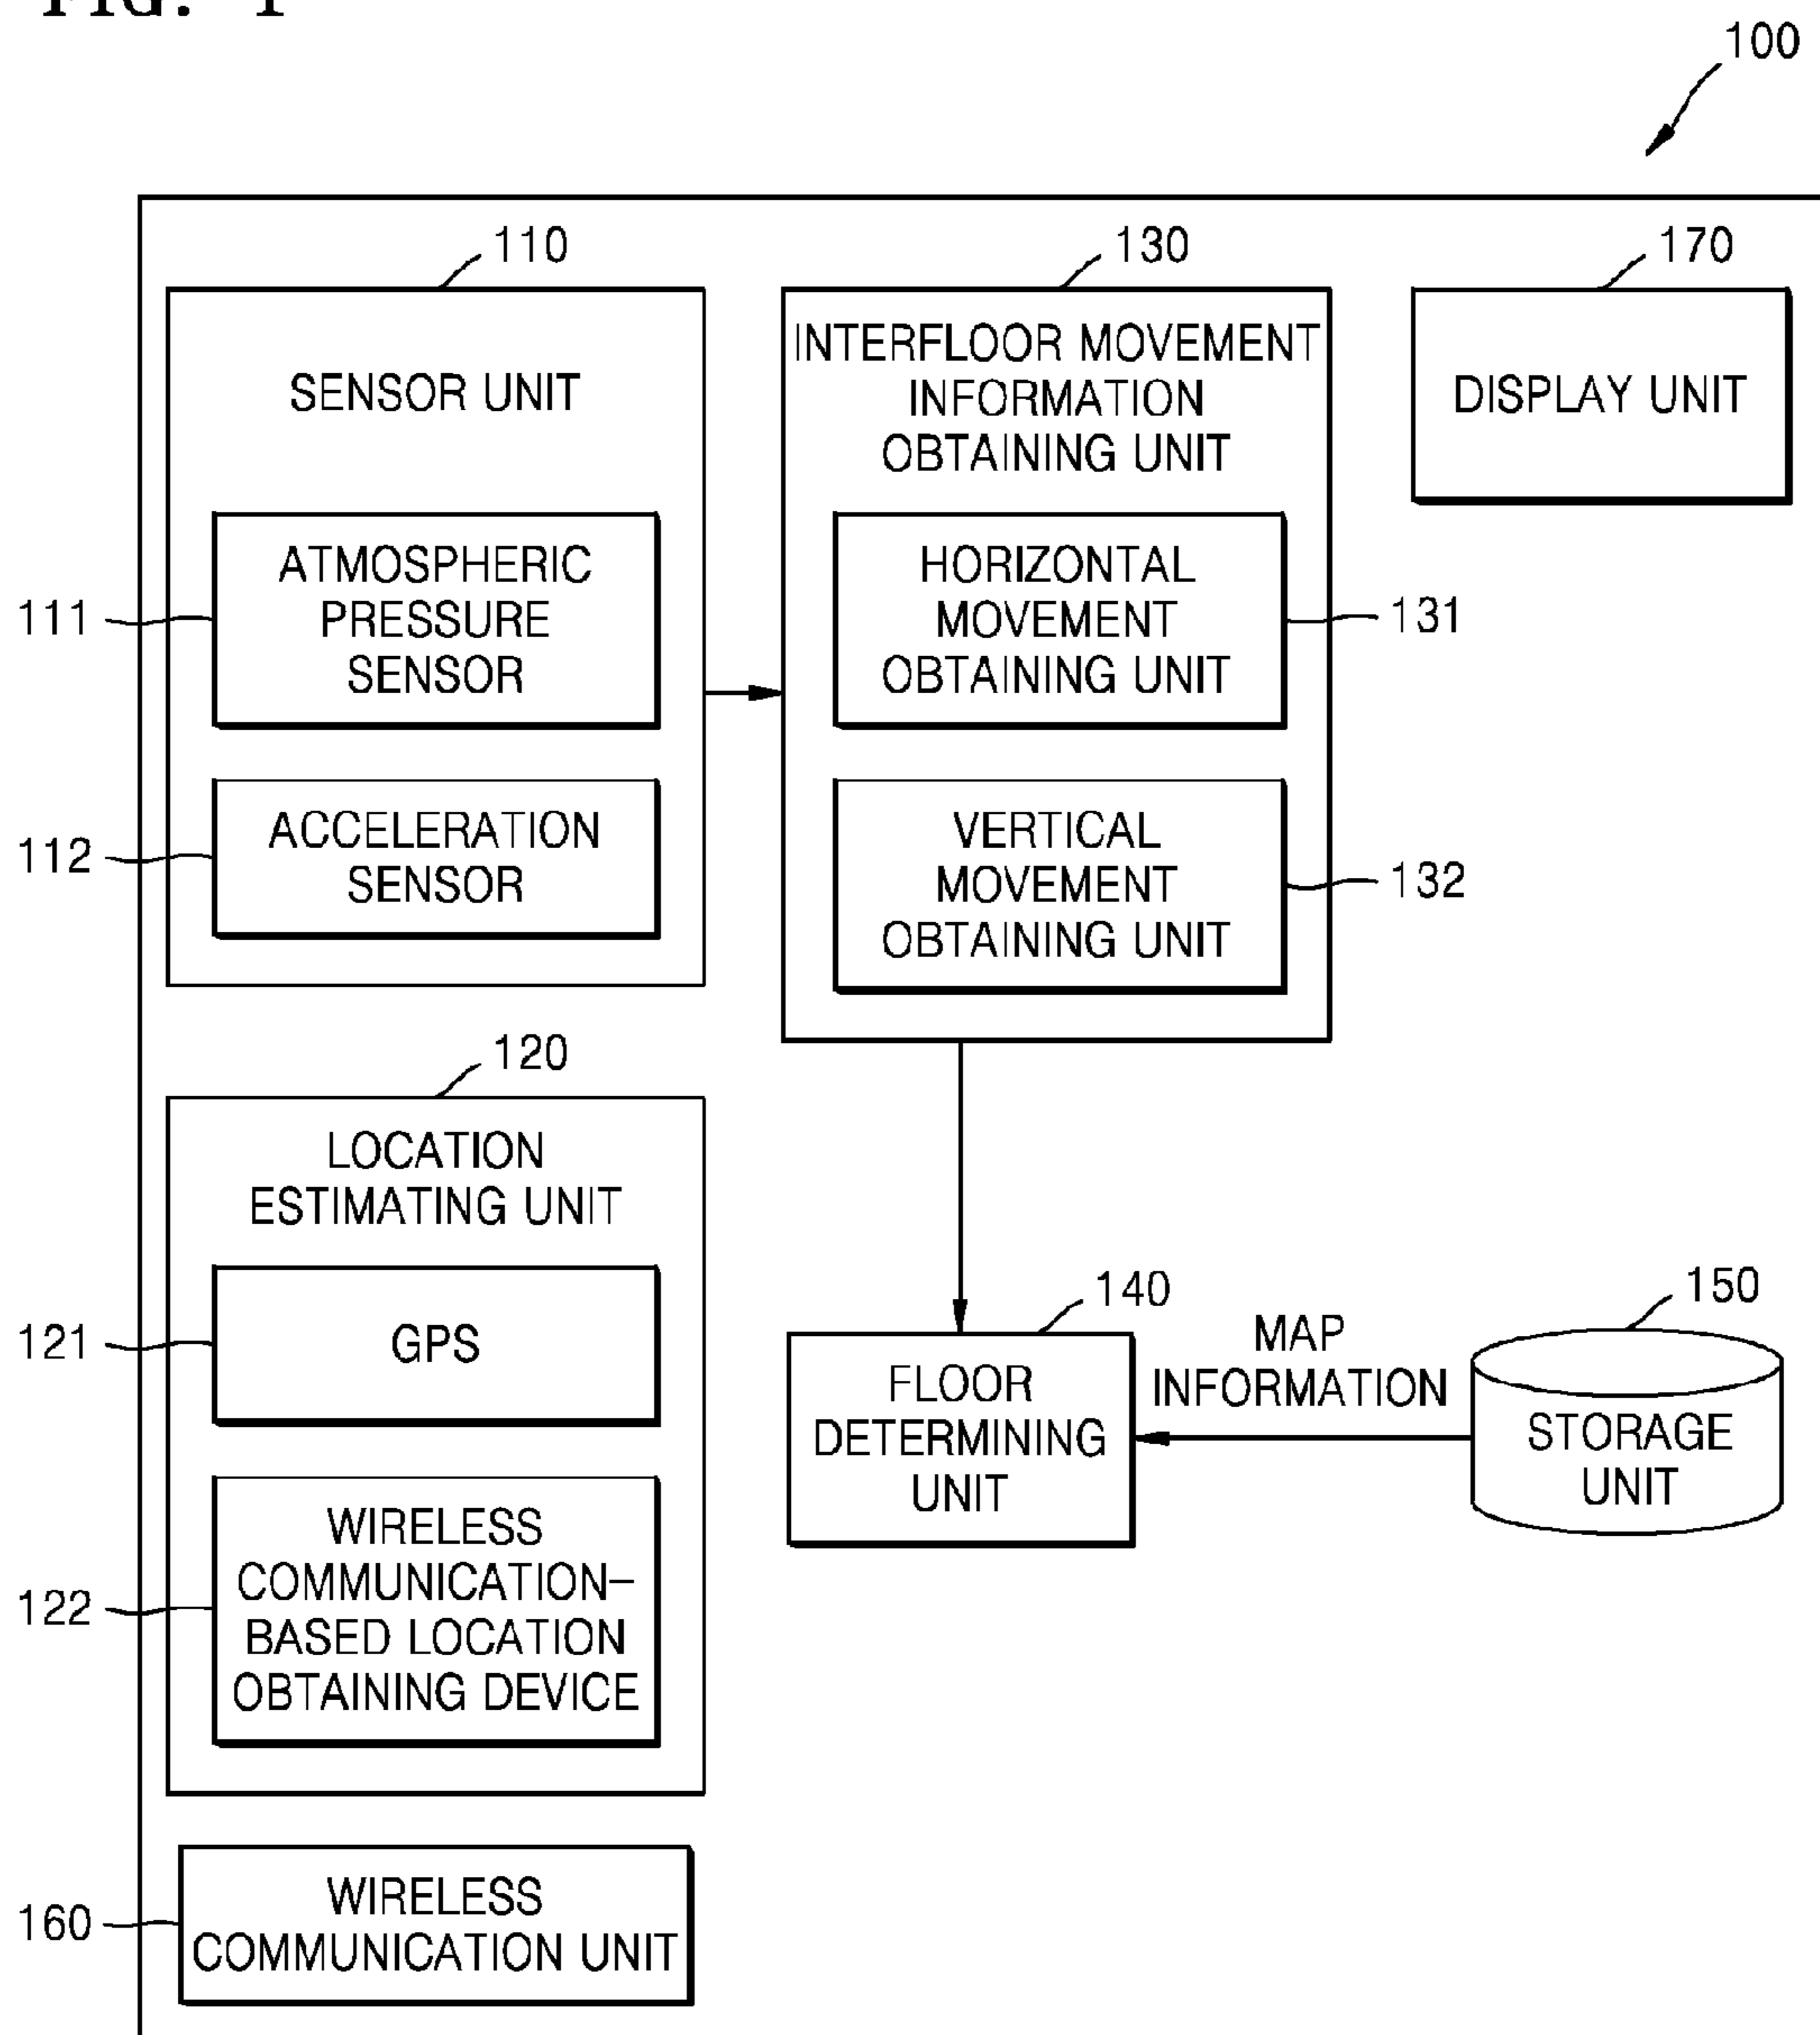 FIG. 1
100
110
130
170
SENSOR UNIT
INTERFLOOR MOVEMENT
INFORMATION
OBTAINING UNIT
DISPLAY UNIT
111
ATMOSPHERIC
PRESSURE
SENSOR
HORIZONTAL
MOVEMENT
OBTAINING UNIT
131
112
ACCELERATION
SENSOR
VERTICAL
MOVEMENT
OBTAINING UNIT
132
120
LOCATION
ESTIMATING UNIT
121
GPS
122
WIRELESS
COMMUNICATION–
BASED LOCATION
OBTAINING DEVICE
140
FLOOR
DETERMINING
UNIT
MAP
INFORMATION
150
STORAGE
UNIT
160
WIRELESS
COMMUNICATION UNIT